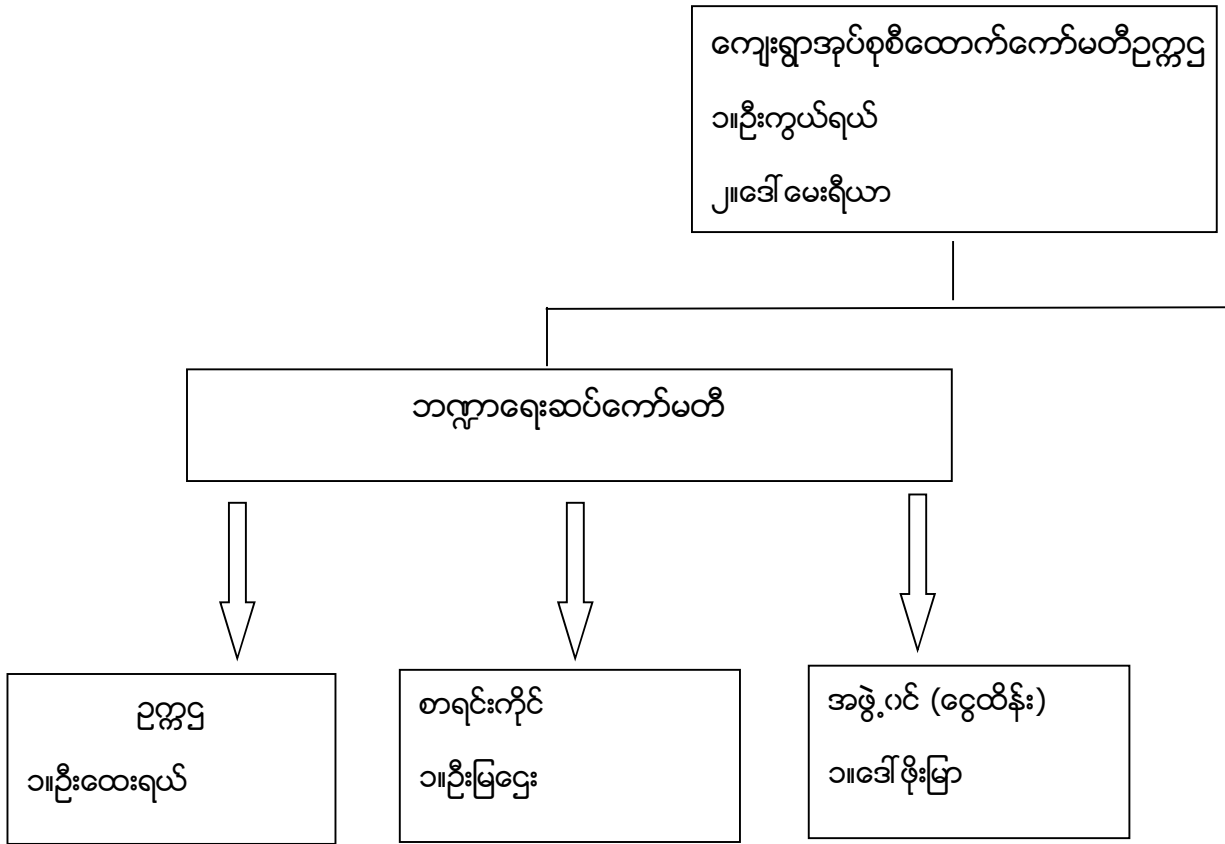 ကျေးရွာအုပ်စုစီထောက်ကော်မတီဥက္ကဌ
၁။ဦးကွယ်ရယ်
၂။ဒေါ်မေးရီယာ
ဘဏ္ဍာရေးဆပ်ကော်မတီ
ဥက္ကဌ
၁။ဦးထေးရယ်
စာရင်းကိုင်
၁။ဦးမြဌေး
အဖွဲ့ဝင် (ငွေထိန်း)
၁။ဒေါ်ဖိုးမြာ